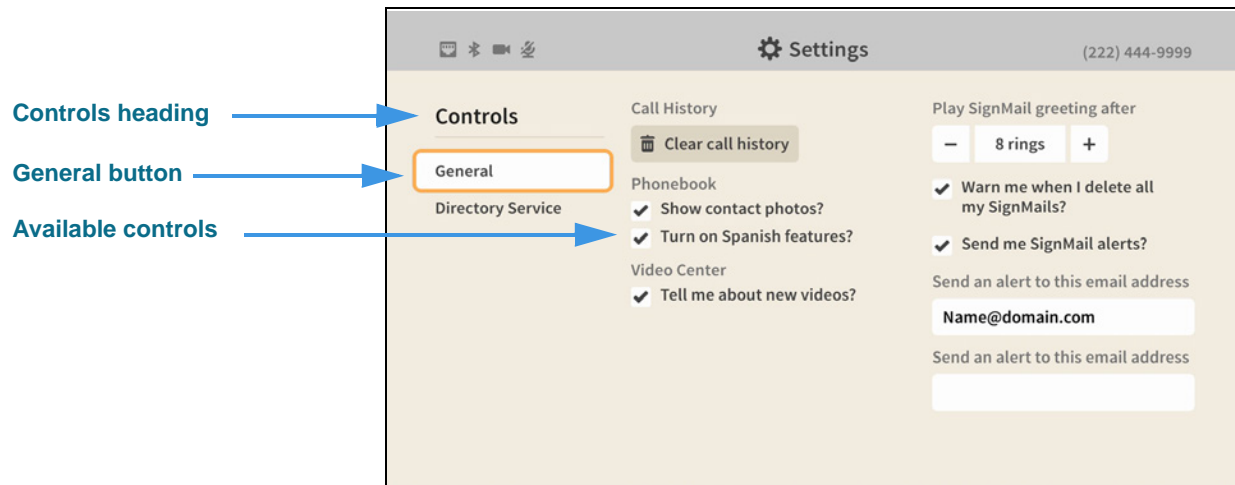 Settings
(222) 444-9999
Controls heading
General button
Available controls
Controls
General
Directory Service
Call History
Clear call history
Phonebook
Show contact photos?
Turn on Spanish features?
Video Center
Tell me about new videos?
Play SignMail greeting after
− 8 rings +
Warn me when I delete all
my SignMails?
Send me SignMail alerts?
Send an alert to this email address
Name@domain.com
Send an alert to this email address